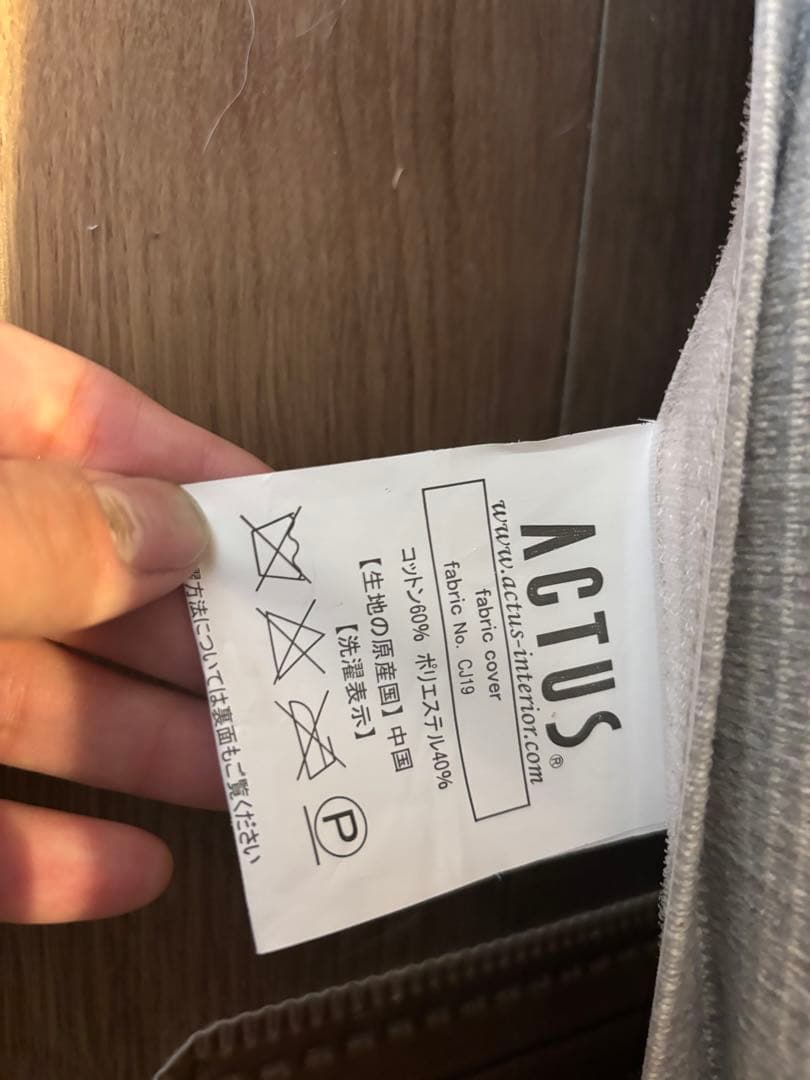 ACTUS®
www.actus-interior.com
fabric cover
fabric No. CJ19
コットン60% ポリエステル40%
【生地の原産国】中国
【洗濯表示】
P
方法については裏面もご覧ください